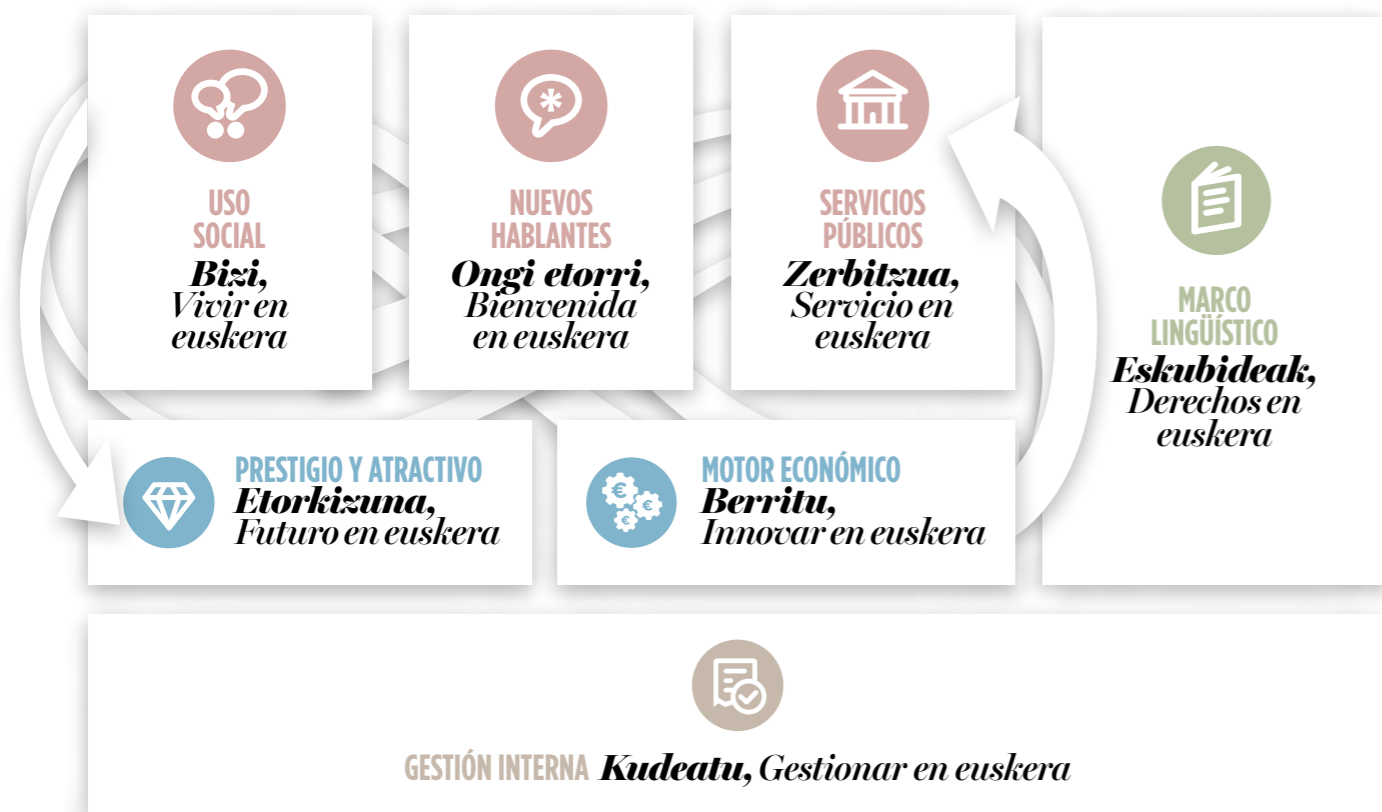 USO
SOCIAL
Bizi,
Vivir en
euskera
NUEVOS
HABLANTES
Ongi etorri,
Bienvenida
en euskera
SERVICIOS
PÚBLICOS
Zerbitzua,
Servicio en
euskera
MARCO
LINGÜÍSTICO
Eskubideak,
Derechos en
euskera
PRESTIGIO Y ATRACTIVO
Etorkizuna,
Futuro en euskera
MOTOR ECONÓMICO
Berritu,
Innovar en euskera
GESTIÓN INTERNA Kudeatu, Gestionar en euskera